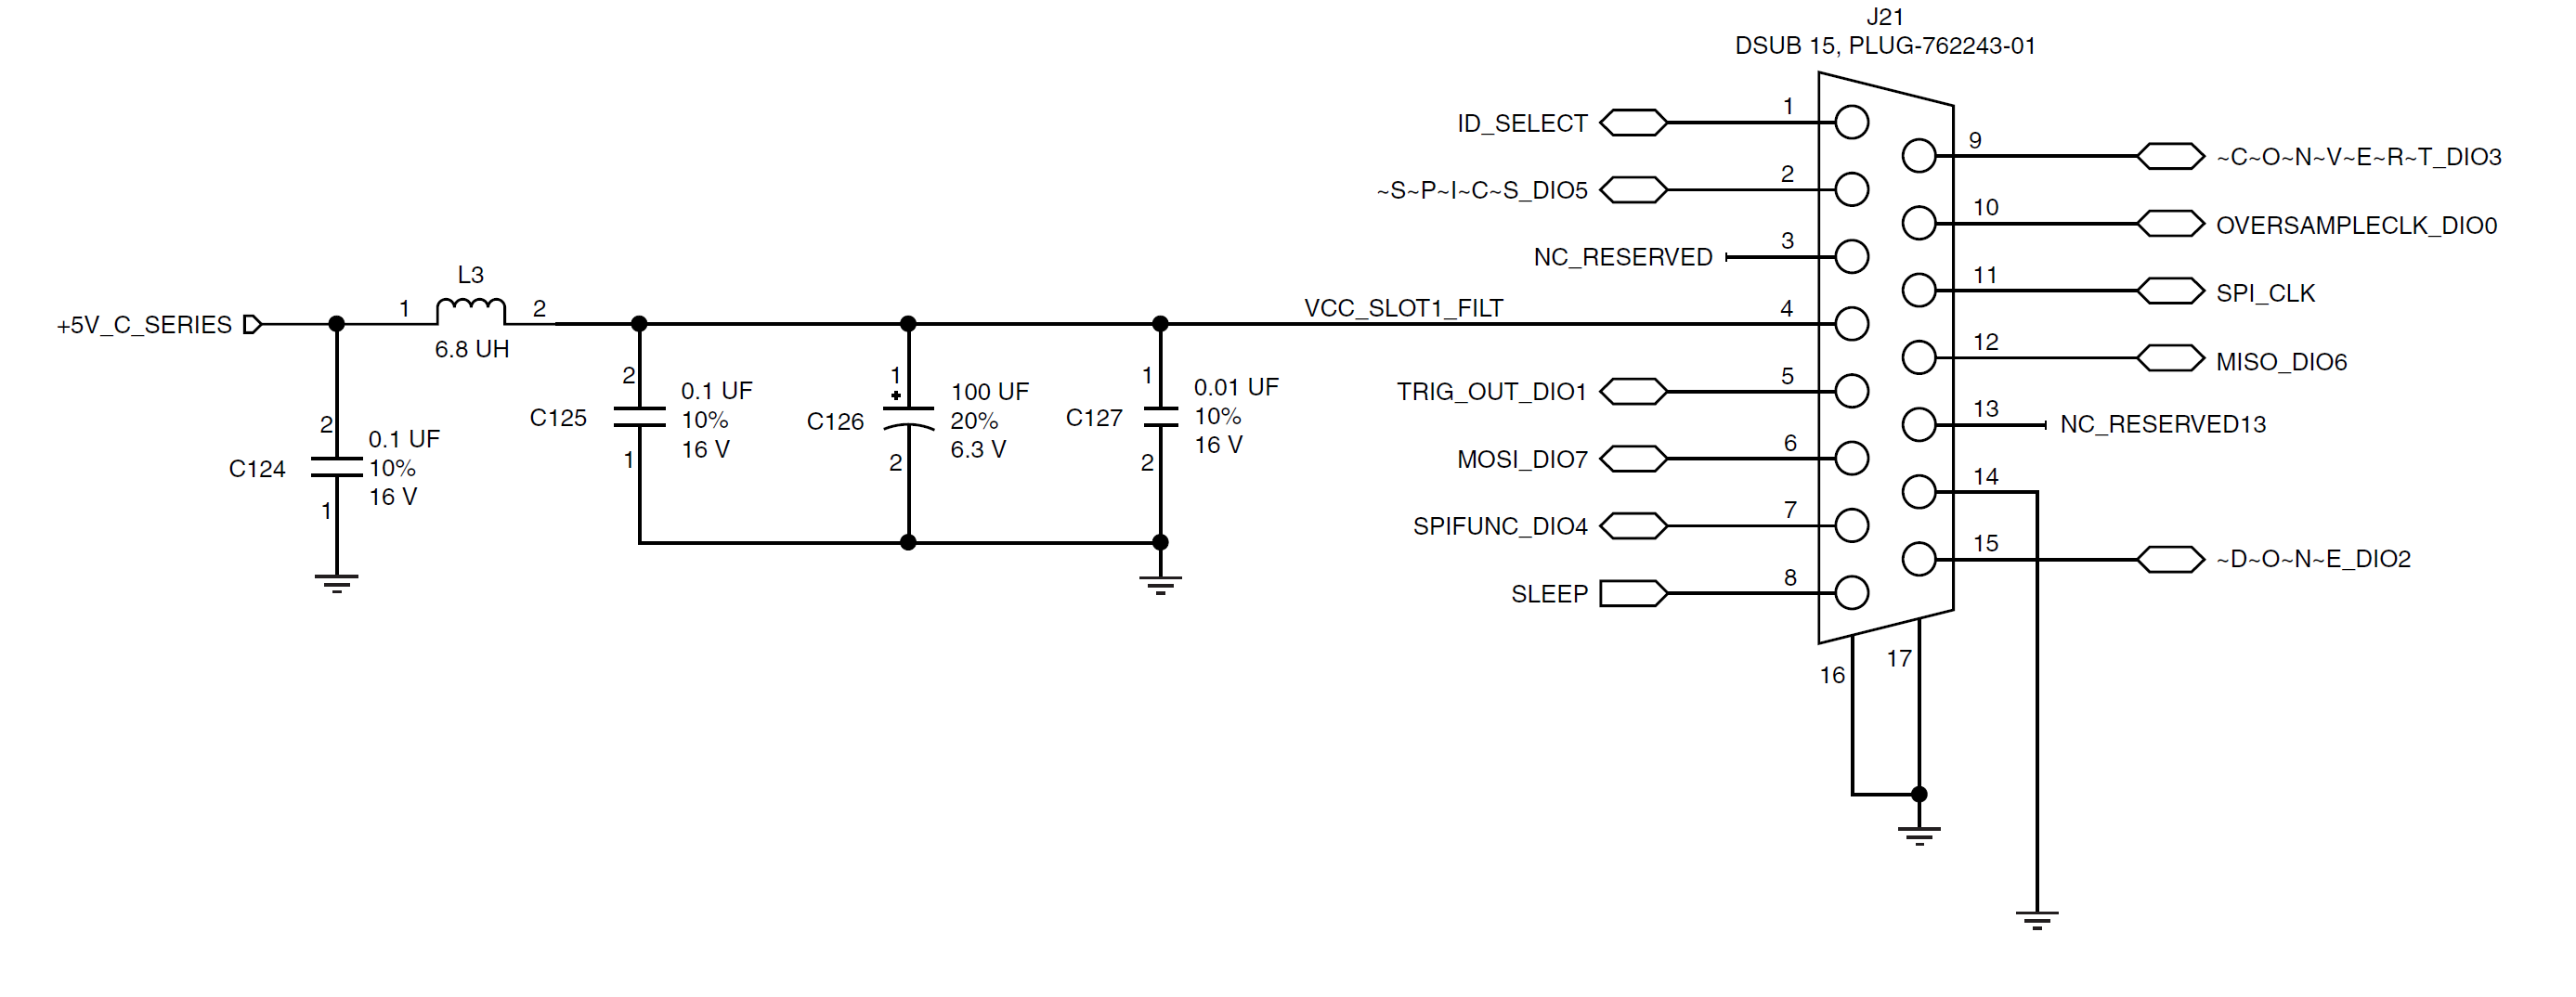 J21
DSUB 15, PLUG-762243-01
ID_SELECT
1
9
~C~O~N~V~E~R~T_DIO3
~S~P~I~C~S_DIO5
2
10
OVERSAMPLECLK_DIO0
NC_RESERVED
3
11
SPI_CLK
+5V_C_SERIES
1
L3
2
6.8 UH
VCC_SLOT1_FILT
4
12
MISO_DIO6
TRIG_OUT_DIO1
5
13
NC_RESERVED13
MOSI_DIO7
6
14
SPIFUNC_DIO4
7
15
~D~O~N~E_DIO2
SLEEP
8
16
17
C124
2
1
0.1 UF
10%
16 V
C125
2
1
0.1 UF
10%
16 V
C126
1
+
2
100 UF
20%
6.3 V
C127
1
2
0.01 UF
10%
16 V